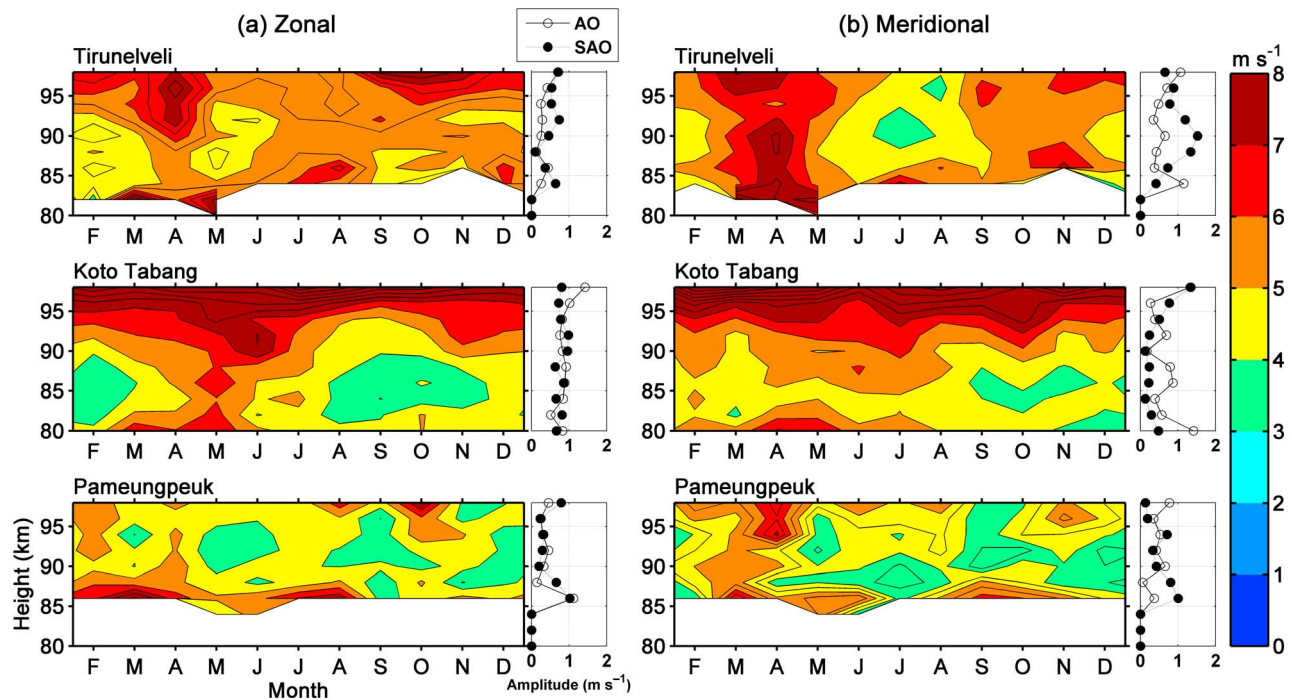 (a) Zonal
AO
SAO
(b) Meridional
Tirunelveli
Tirunelveli
m s⁻¹
95
90
85
80
F M A M J J A S O N D
0 1 2
95
90
85
80
F M A M J J A S O N D
0 1 2
Koto Tabang
Koto Tabang
95
90
85
80
F M A M J J A S O N D
0 1 2
95
90
85
80
F M A M J J A S O N D
0 1 2
Pameungpeuk
Pameungpeuk
Height (km)
95
90
85
80
F M A M J J A S O N D
0 1 2
95
90
85
80
F M A M J J A S O N D
0 1 2
Month
Amplitude (m s⁻¹)
8
7
6
5
4
3
2
1
0